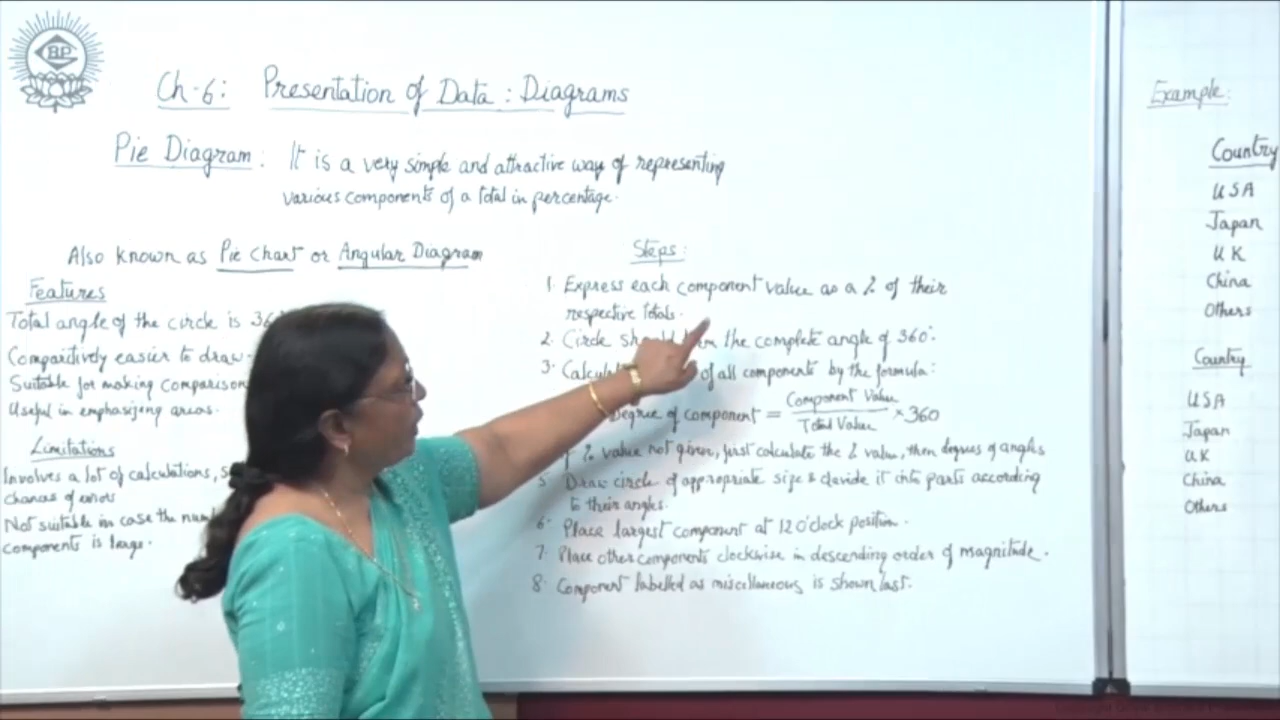 BP
Ch-6: Presentation of Data: Diagrams
Pie Diagram: It is a very simple and attractive way of representing
various components of a total in percentage.
Also known as Pie Chart or Angular Diagram
Features
Total angle of the circle is 36
Comparitively easier to draw.
Suitable for making comparison
Useful in emphasizing areas.
Limitations
Involves a lot of calculations, s
chances of errors
Not suitable in case the num
components is large.
Steps:
1. Express each component value as a % of their
respective totals.
2. Circle should the complete angle of 360°.
3. of all components by the formula:
Degree of component = Component Value / Total Value × 360
% value not given, first calculate the % value, then degrees of angles
5. Draw circle of appropriate size & divide it into parts according
to their angles.
6. Place largest component at 12 o'clock position.
7. Place other components clockwise in descending order of magnitude.
8. Component labelled as miscellaneous is shown last.
Example:
Country
USA
Japan
UK
China
Others
Country
USA
Japan
UK
China
Others